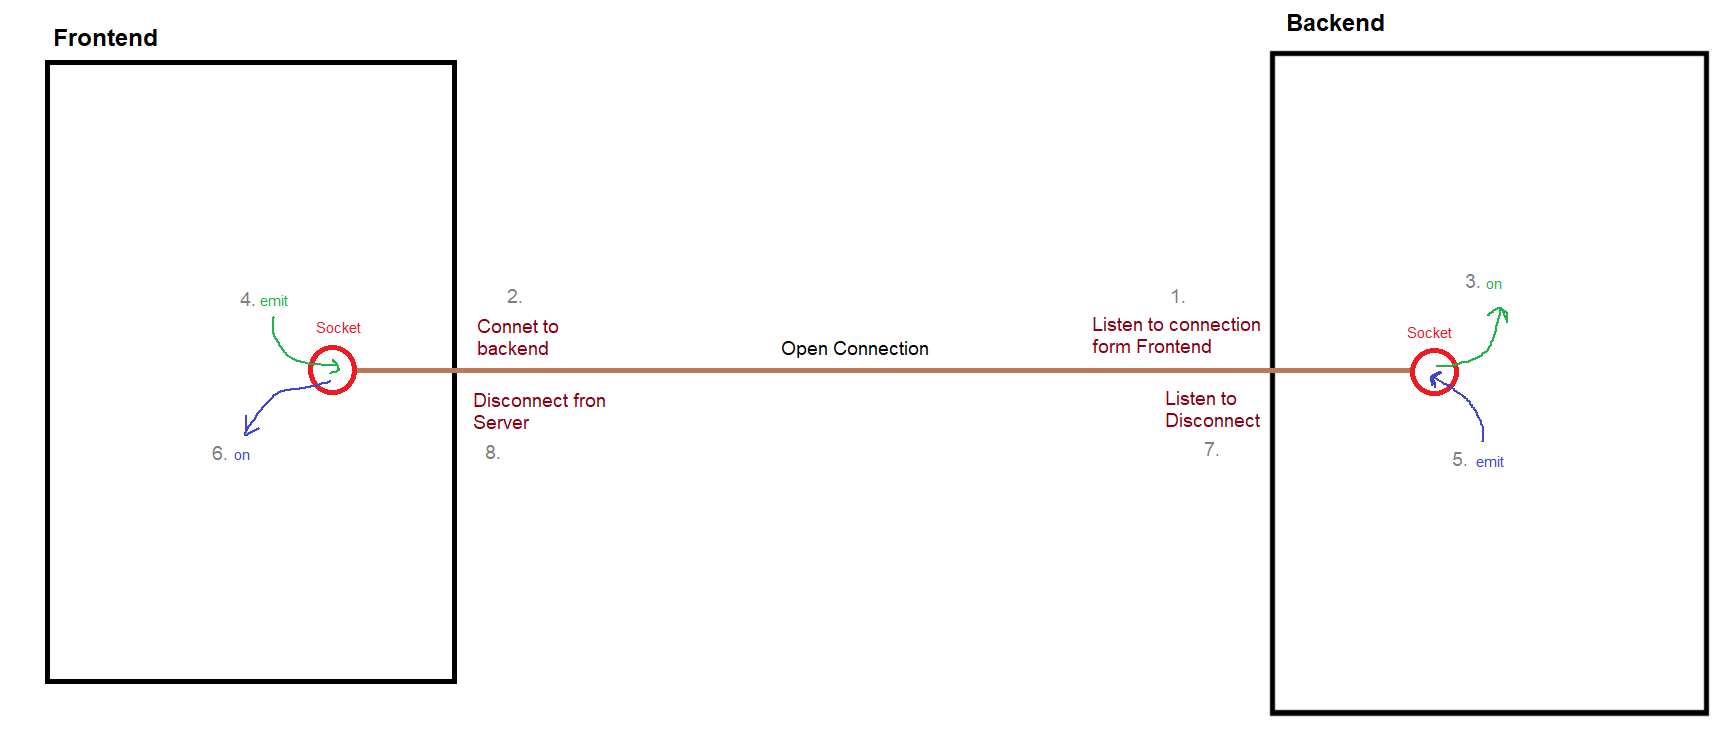 Frontend
Backend
4. emit
Socket
6. on
2.
Connet to
backend
Disconnect fron
Server
8.
Open Connection
1.
Listen to connection
form Frontend
Listen to
Disconnect
7.
3. on
Socket
5. emit